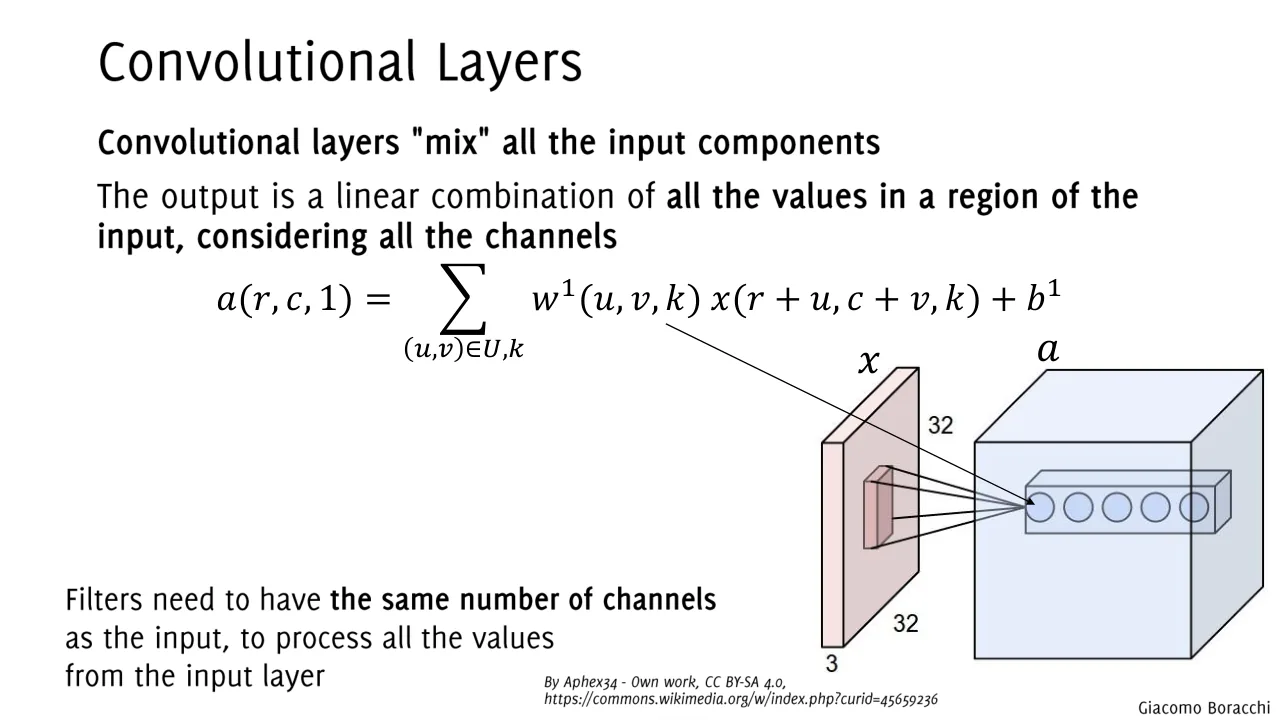 Convolutional Layers
Convolutional layers "mix" all the input components
The output is a linear combination of all the values in a region of the
input, considering all the channels
a(r, c, 1) = ∑ w¹(u, v, k) x(r + u, c + v, k) + b¹
(u,v)∈U,k
x
a
32
32
3
Filters need to have the same number of channels
as the input, to process all the values
from the input layer
By Aphex34 - Own work, CC BY-SA 4.0,
https://commons.wikimedia.org/w/index.php?curid=45659236
Giacomo Boracchi